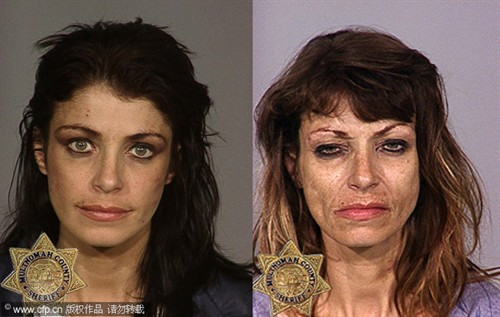 MULTNOMAH COUNTY
SHERIFF
MULTNOMAH COUNTY
SHERIFF
©www.cfp.cn 版权作品 请勿转载